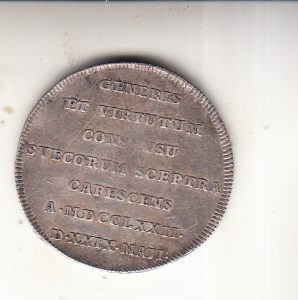 GENERIS
ET VIRTUTUM
CONSENSU
SVECORUM SCEPTRA
CAPESCENS
A·MDCCLXXII·
D·XXIX·MAII·